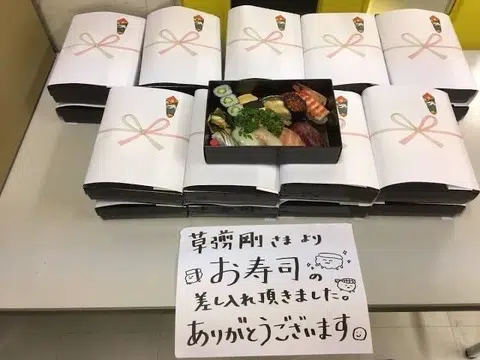 草彅剛さまより
お寿司の
差し入れ頂きました。
ありがとうございます